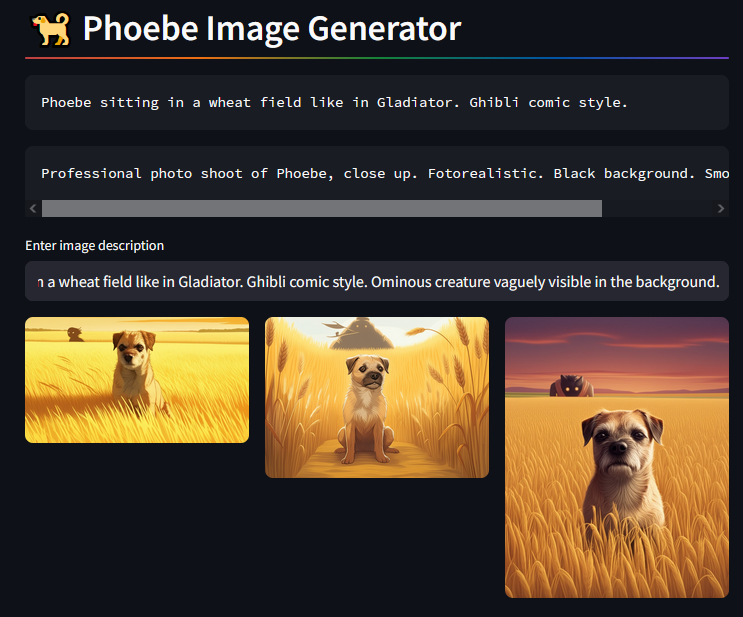 Phoebe Image Generator
Phoebe sitting in a wheat field like in Gladiator. Ghibli comic style.
Professional photo shoot of Phoebe, close up. Fotorealistic. Black background. Smo
Enter image description
n a wheat field like in Gladiator. Ghibli comic style. Ominous creature vaguely visible in the background.